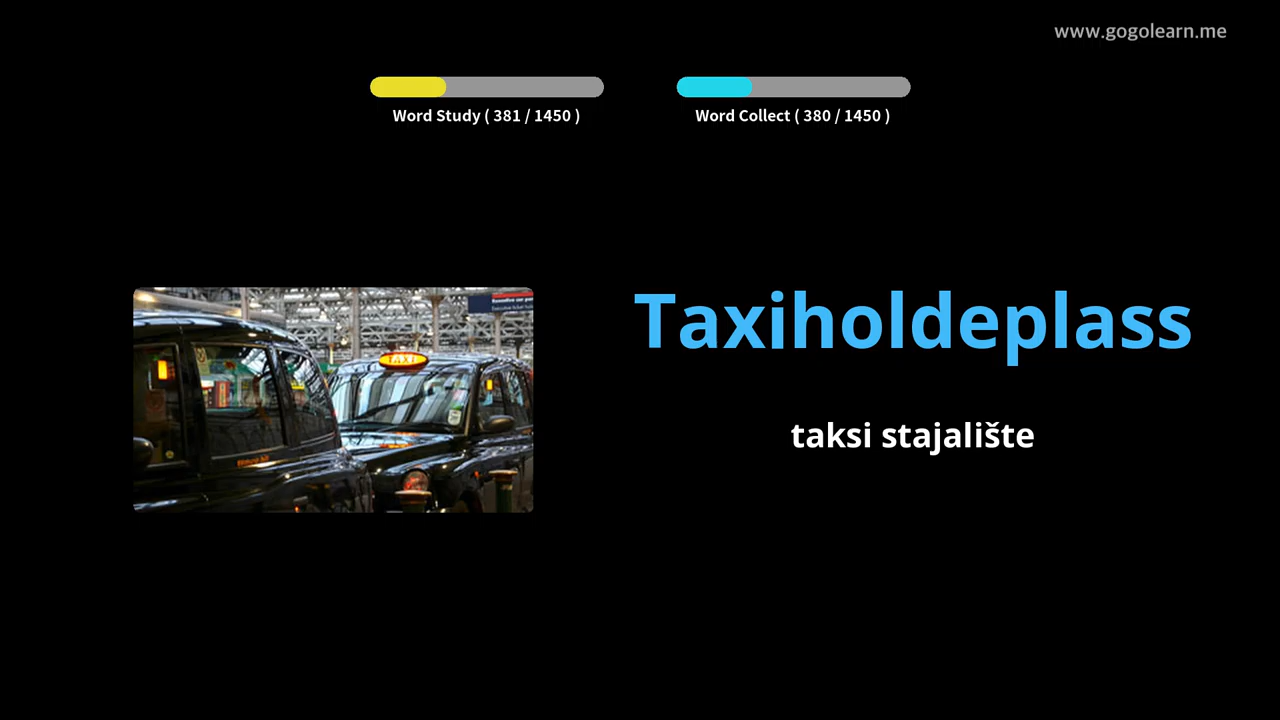 www.gogolearn.me
Word Study ( 381 / 1450 )
Word Collect ( 380 / 1450 )
Taxiholdeplass
taksi stajalište
TAXI